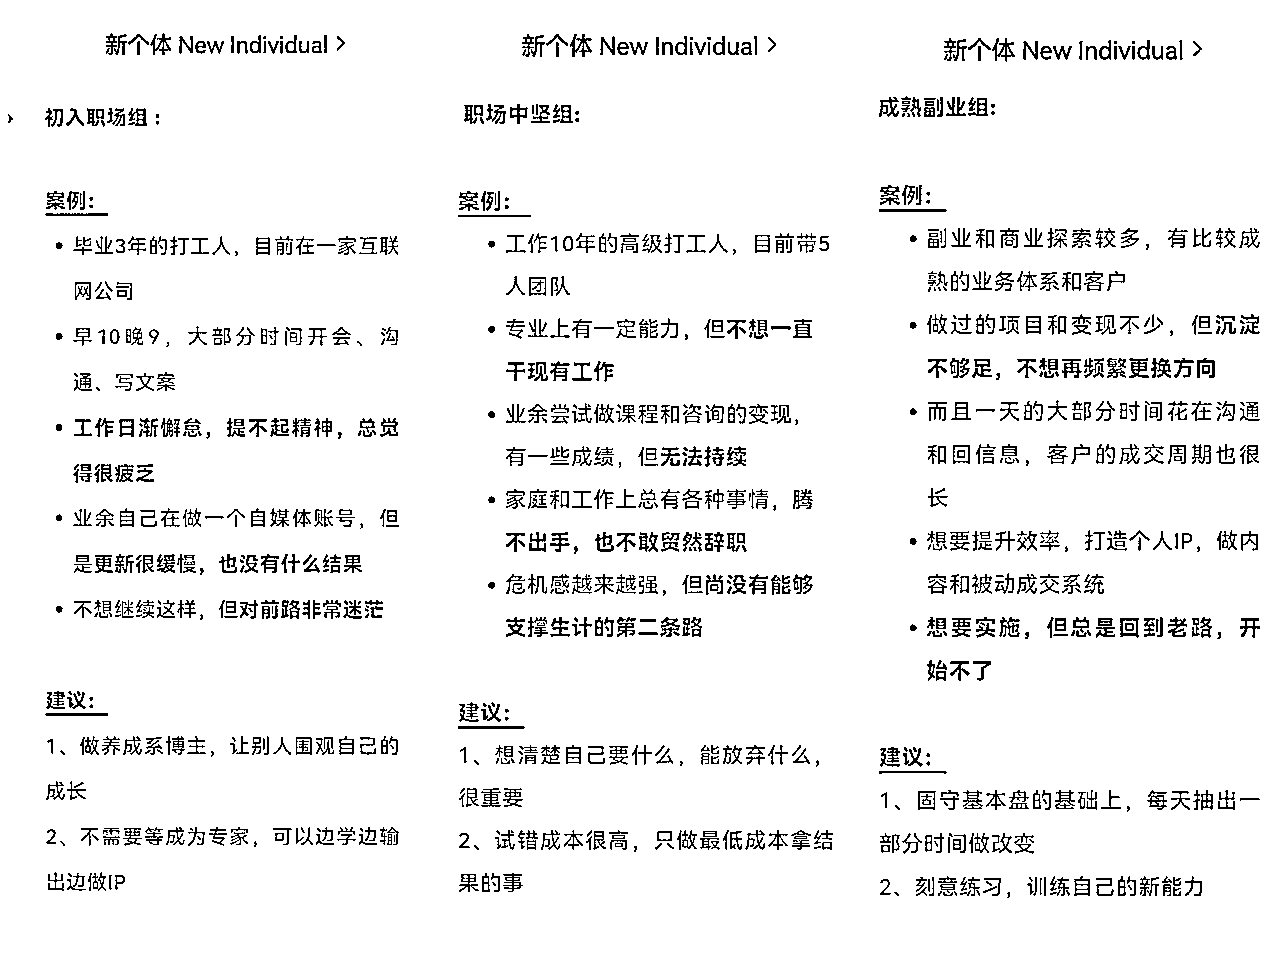 新个体 New Individual >
初入职场组：
案例：
• 毕业3年的打工人，目前在一家互联
网公司
• 早10晚9，大部分时间开会、沟
通、写文案
• 工作日渐懈怠，提不起精神，总觉
得很疲乏
• 业余自己在做一个自媒体账号，但
是更新很缓慢，也没有什么结果
• 不想继续这样，但对前路非常迷茫
建议：
1、做养成系博主，让别人围观自己的
成长
2、不需要等成为专家，可以边学边输
出边做IP
新个体 New Individual >
职场中坚组:
案例：
• 工作10年的高级打工人，目前带5
人团队
• 专业上有一定能力，但不想一直
干现有工作
• 业余尝试做课程和咨询的变现，
有一些成绩，但无法持续
• 家庭和工作上总有各种事情，腾
不出手，也不敢贸然辞职
• 危机感越来越强，但尚没有能够
支撑生计的第二条路
建议：
1、想清楚自己要什么，能放弃什么，
很重要
2、试错成本很高，只做最低成本拿结
果的事
新个体 New Individual >
成熟副业组:
案例：
• 副业和商业探索较多，有比较成
熟的业务体系和客户
• 做过的项目和变现不少，但沉淀
不够足，不想再频繁更换方向
• 而且一天的大部分时间花在沟通
和回信息，客户的成交周期也很
长
• 想要提升效率，打造个人IP，做内
容和被动成交系统
• 想要实施，但总是回到老路，开
始不了
建议：
1、固守基本盘的基础上，每天抽出一
部分时间做改变
2、刻意练习，训练自己的新能力